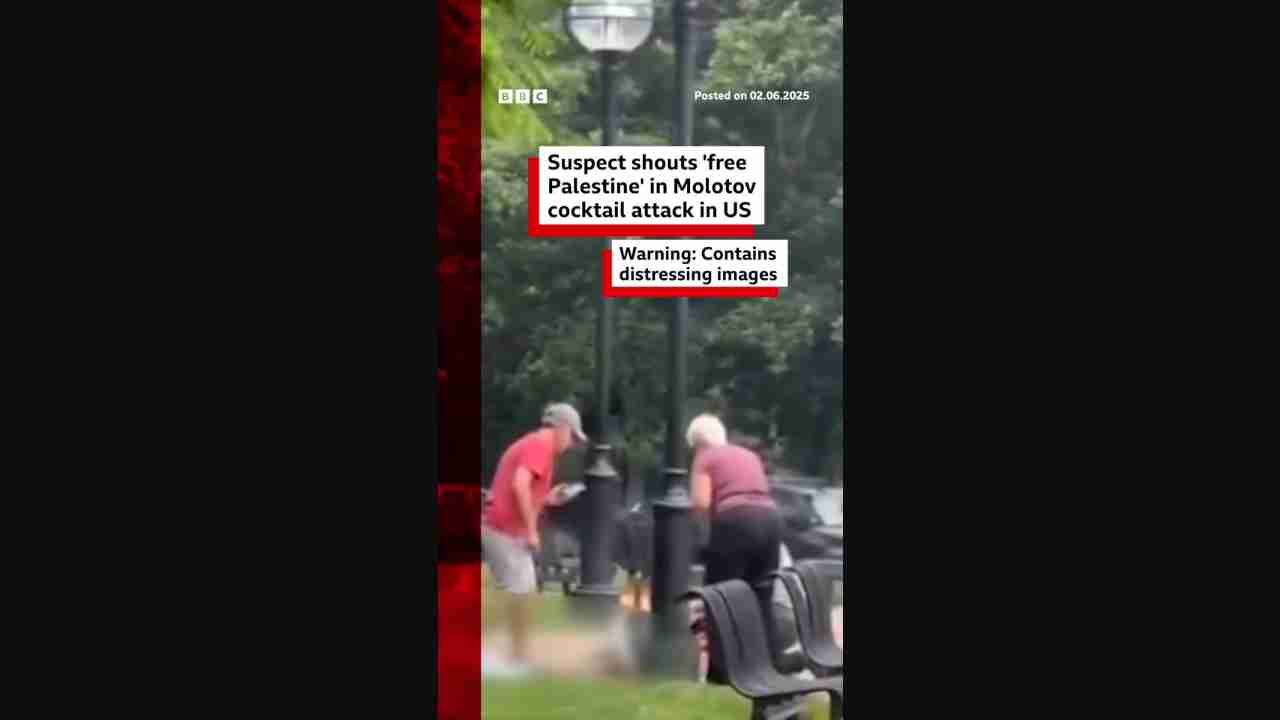 BBC
Posted on 02.06.2025
Suspect shouts 'free
Palestine' in Molotov
cocktail attack in US
Warning: Contains
distressing images